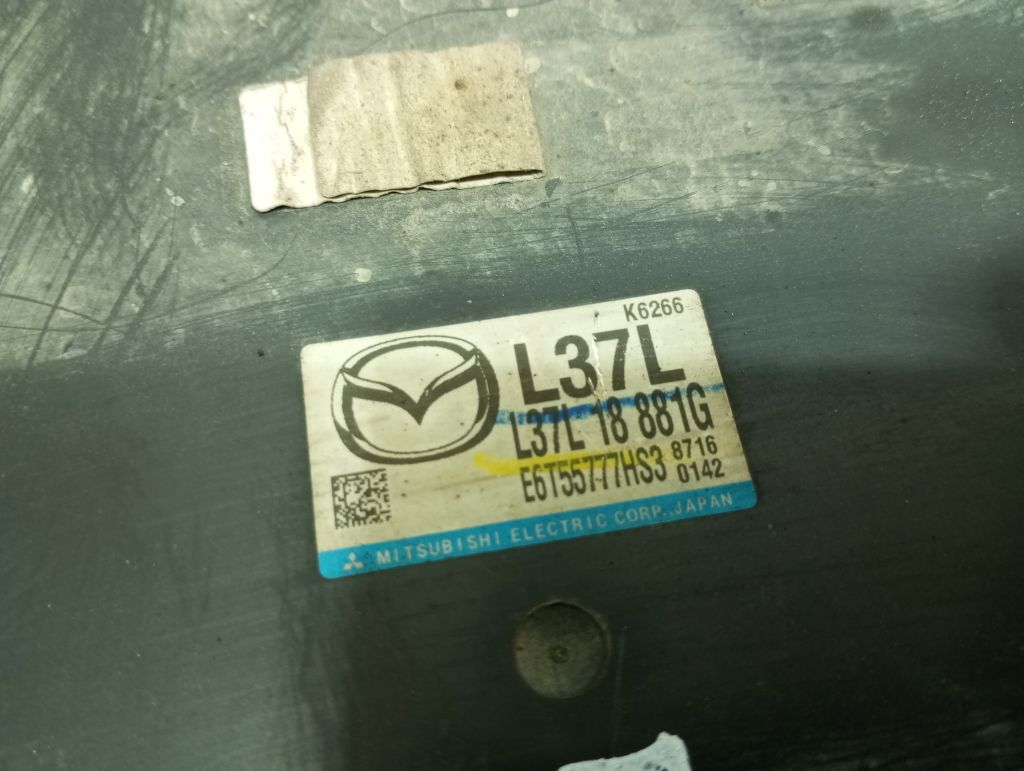 K6266
L37L
L37L 18 881G
E6T55777HS3 8716
0142
MITSUBISHI ELECTRIC CORP., JAPAN